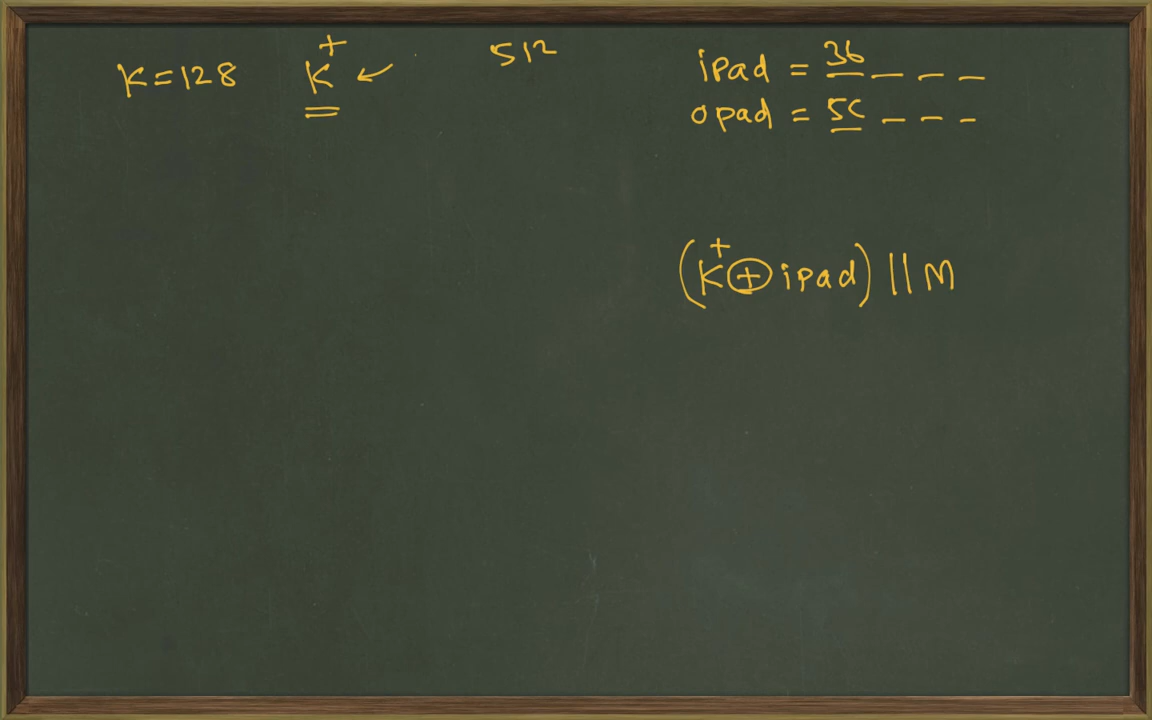 K=128 K⁺ ↙ 512 ipad = 36 _ _ _
opad = 5C _ _ _
(K⁺ ⊕ ipad) || M